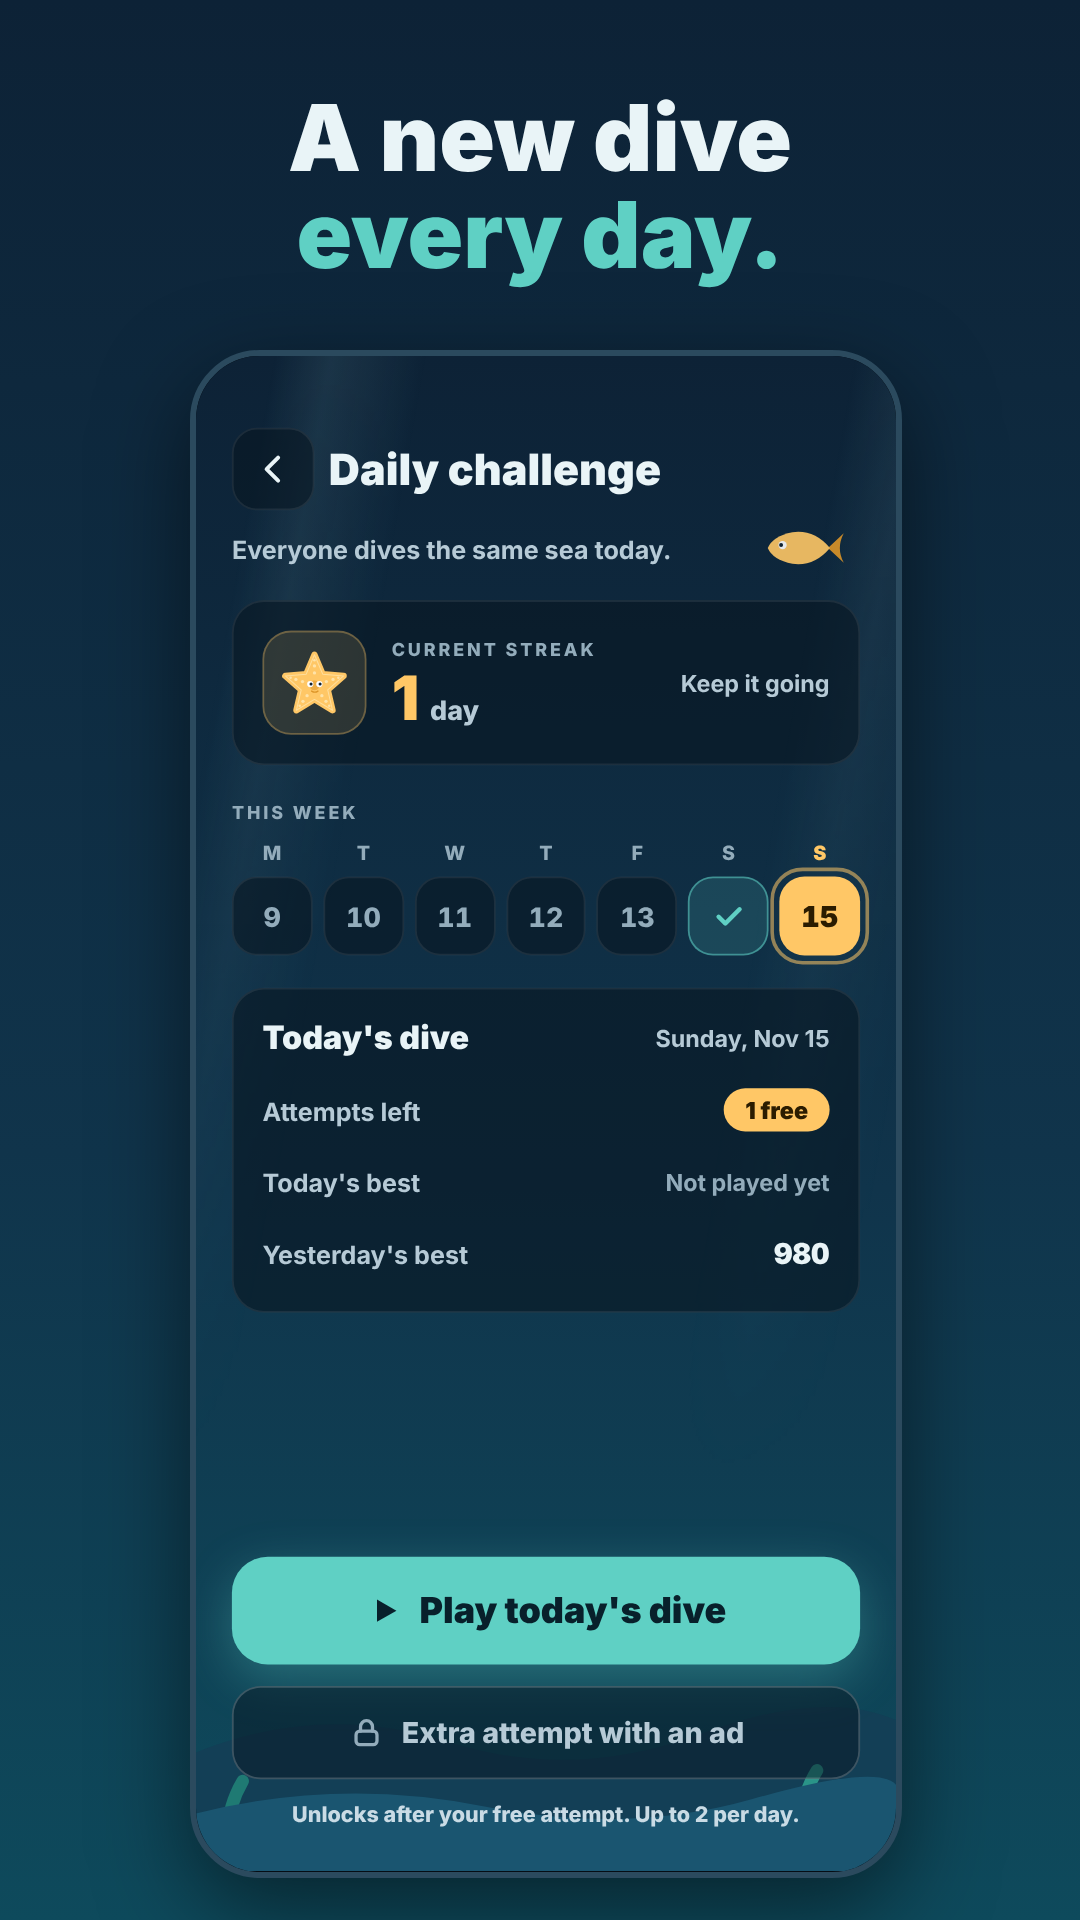 A new dive
every day.
Daily challenge
Everyone dives the same sea today.
CURRENT STREAK
1 day
Keep it going
THIS WEEK
M T W T F S S
9 10 11 12 13 15
Today's dive
Sunday, Nov 15
Attempts left
1 free
Today's best
Not played yet
Yesterday's best
980
Play today's dive
Extra attempt with an ad
Unlocks after your free attempt. Up to 2 per day.